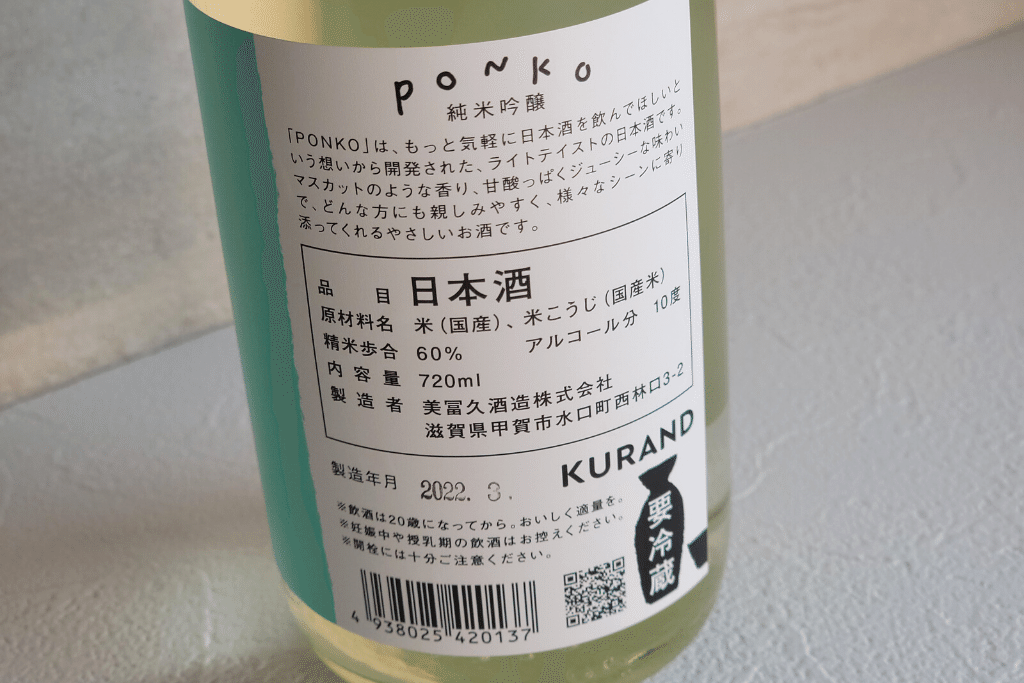 PONKO
純米吟醸
「PONKO」は、もっと気軽に日本酒を飲んでほしいと
いう想いから開発された、ライトテイストの日本酒です。
マスカットのような香り、甘酸っぱくジューシーな味わい
で、どんな方にも親しみやすく、様々なシーンに寄り
添ってくれるやさしいお酒です。
品目 日本酒
原材料名 米(国産)、米こうじ(国産米)
精米歩合 60% アルコール分 10度
内容量 720ml
製造者 美冨久酒造株式会社
滋賀県甲賀市水口町西林口3-2
製造年月 2022. 3.
KURAND
※飲酒は20歳になってから。おいしく適量を。
※妊娠中や授乳期の飲酒はお控えください。
※開栓には十分ご注意ください。
要冷蔵
4 938025 420137